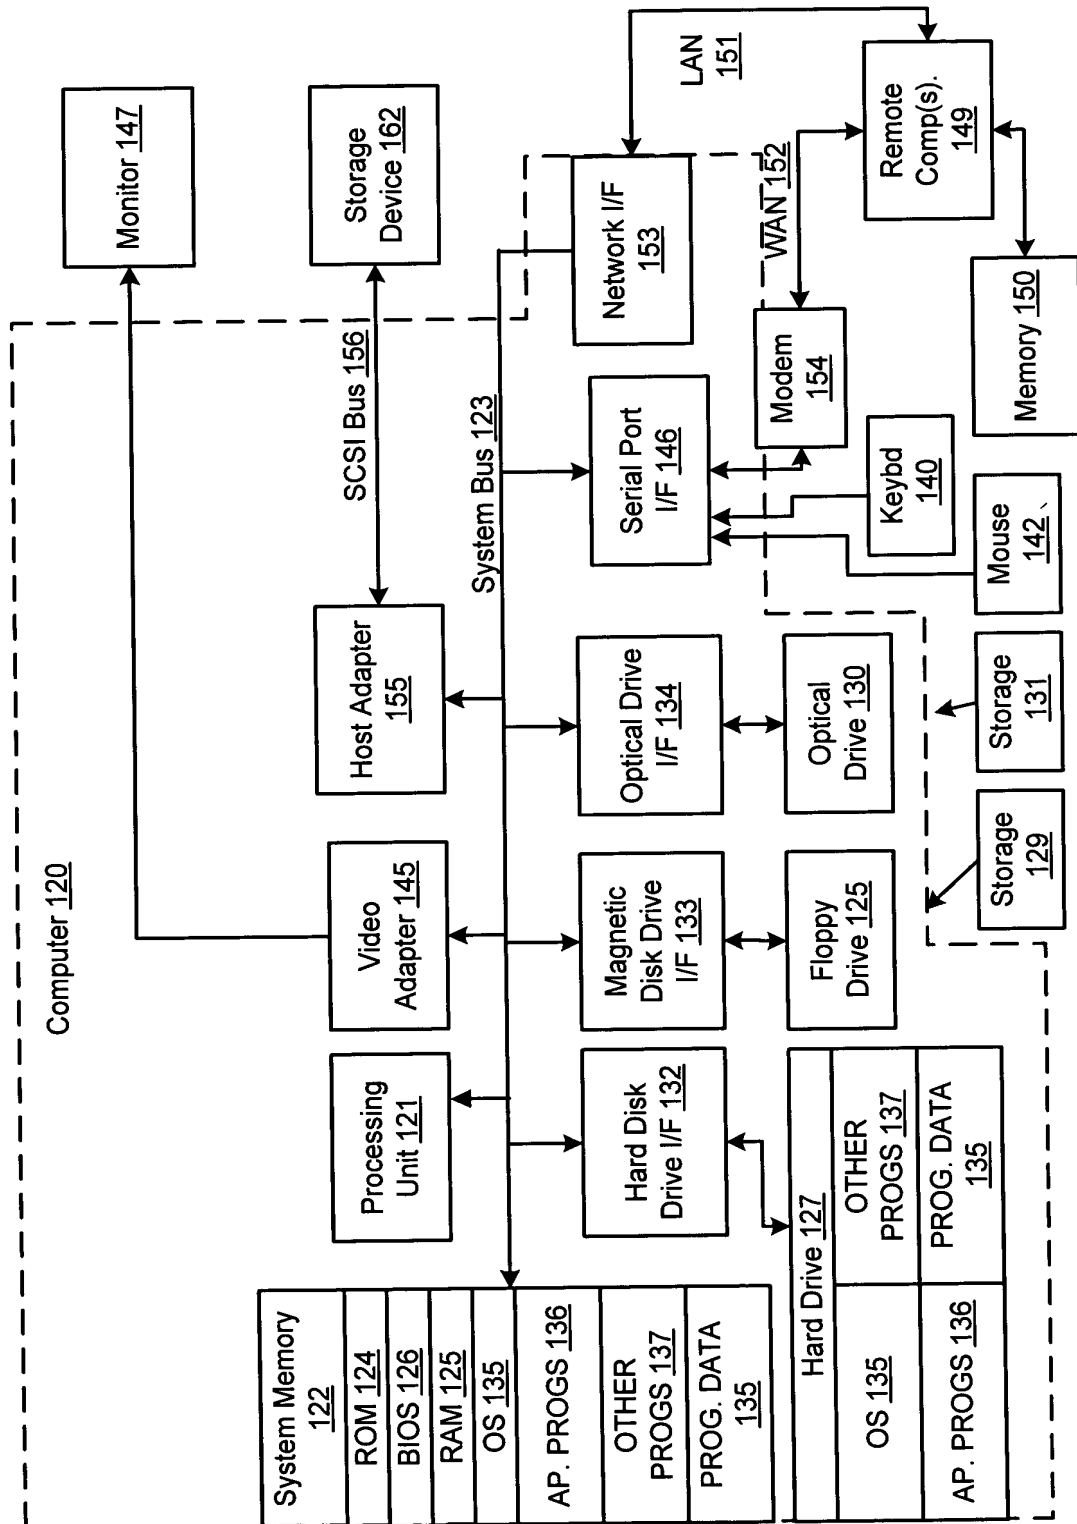 Computer 120
System Memory
122
ROM 124
BIOS 126
RAM 125
OS 135
AP. PROGS 136
OTHER
PROGS 137
PROG. DATA
135
Processing
Unit 121
Video
Adapter 145
Host Adapter
155
Monitor 147
Storage
Device 162
SCSI Bus 156
System Bus 123
Hard Disk
Drive I/F 132
Magnetic
Disk Drive
I/F 133
Optical Drive
I/F 134
Serial Port
I/F 146
Network I/F
153
LAN
151
Hard Drive 127
OS 135
OTHER
PROGS 137
AP. PROGS 136
PROG. DATA
135
Floppy
Drive 125
Optical
Drive 130
Modem
154
WAN 152
Remote
Comp(s).
149
Storage
129
Storage
131
Mouse
142
Keybd
140
Memory 150